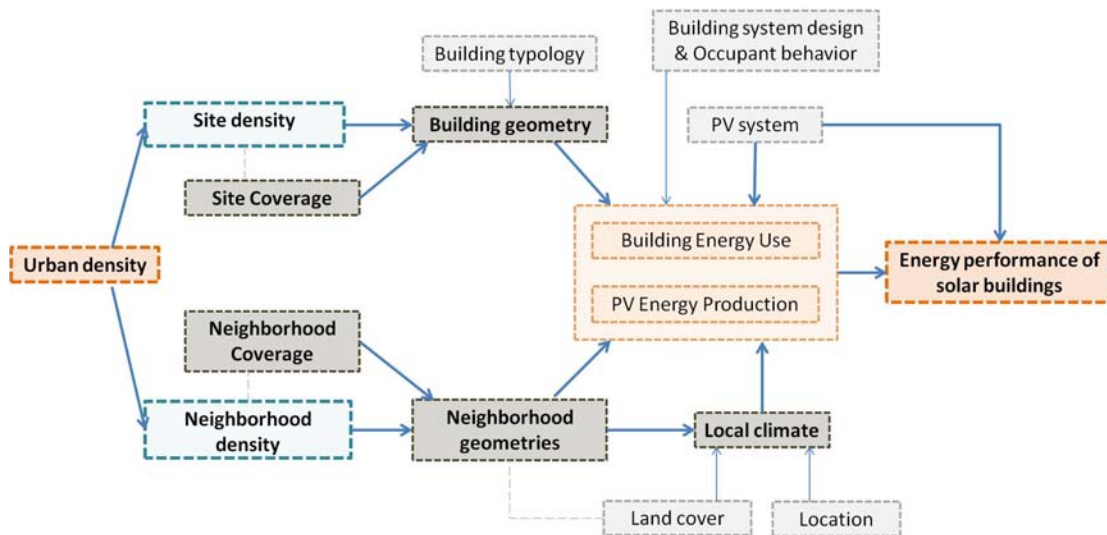 Building system design
& Occupant behavior
Building typology
Site density
Building geometry
PV system
Site Coverage
Building Energy Use
Urban density
Energy performance of
solar buildings
PV Energy Production
Neighborhood
Coverage
Neighborhood
density
Neighborhood
geometries
Local climate
Land cover
Location